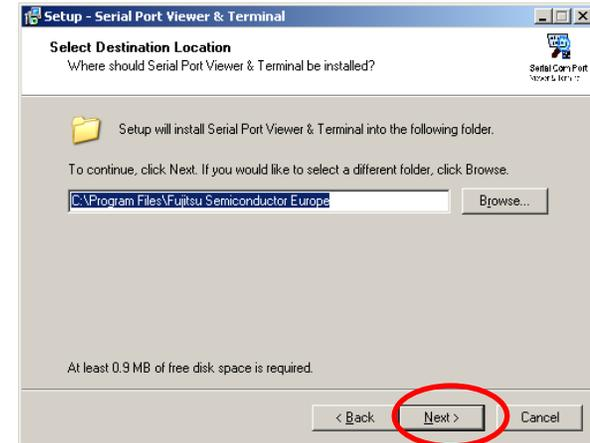 Setup - Serial Port Viewer & Terminal
Select Destination Location
Where should Serial Port Viewer & Terminal be installed?
Serial Com Port
Setup will install Serial Port Viewer & Terminal into the following folder.
To continue, click Next. If you would like to select a different folder, click Browse.
C:\Program Files\Fujitsu Semiconductor Europe
Browse...
At least 0.9 MB of free disk space is required.
< Back
Next >
Cancel